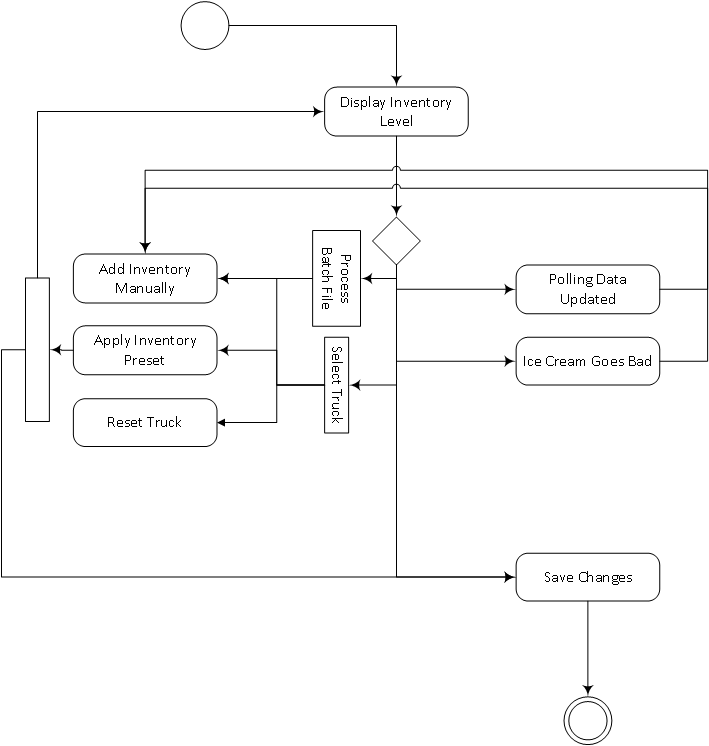 Display Inventory
Level
Process
Batch File
Add Inventory
Manually
Polling Data
Updated
Apply Inventory
Preset
Select Truck
Ice Cream Goes Bad
Reset Truck
Save Changes